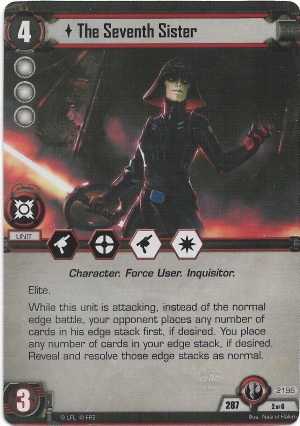 4
The Seventh Sister
UNIT
Character. Force User. Inquisitor.
Elite.
While this unit is attacking, instead of the normal
edge battle, your opponent places any number of
cards in his edge stack first, if desired. You place
any number of cards in your edge stack, if desired.
Reveal and resolve those edge stacks as normal.
3
© LFL © FFG
2196
287
2 of 6